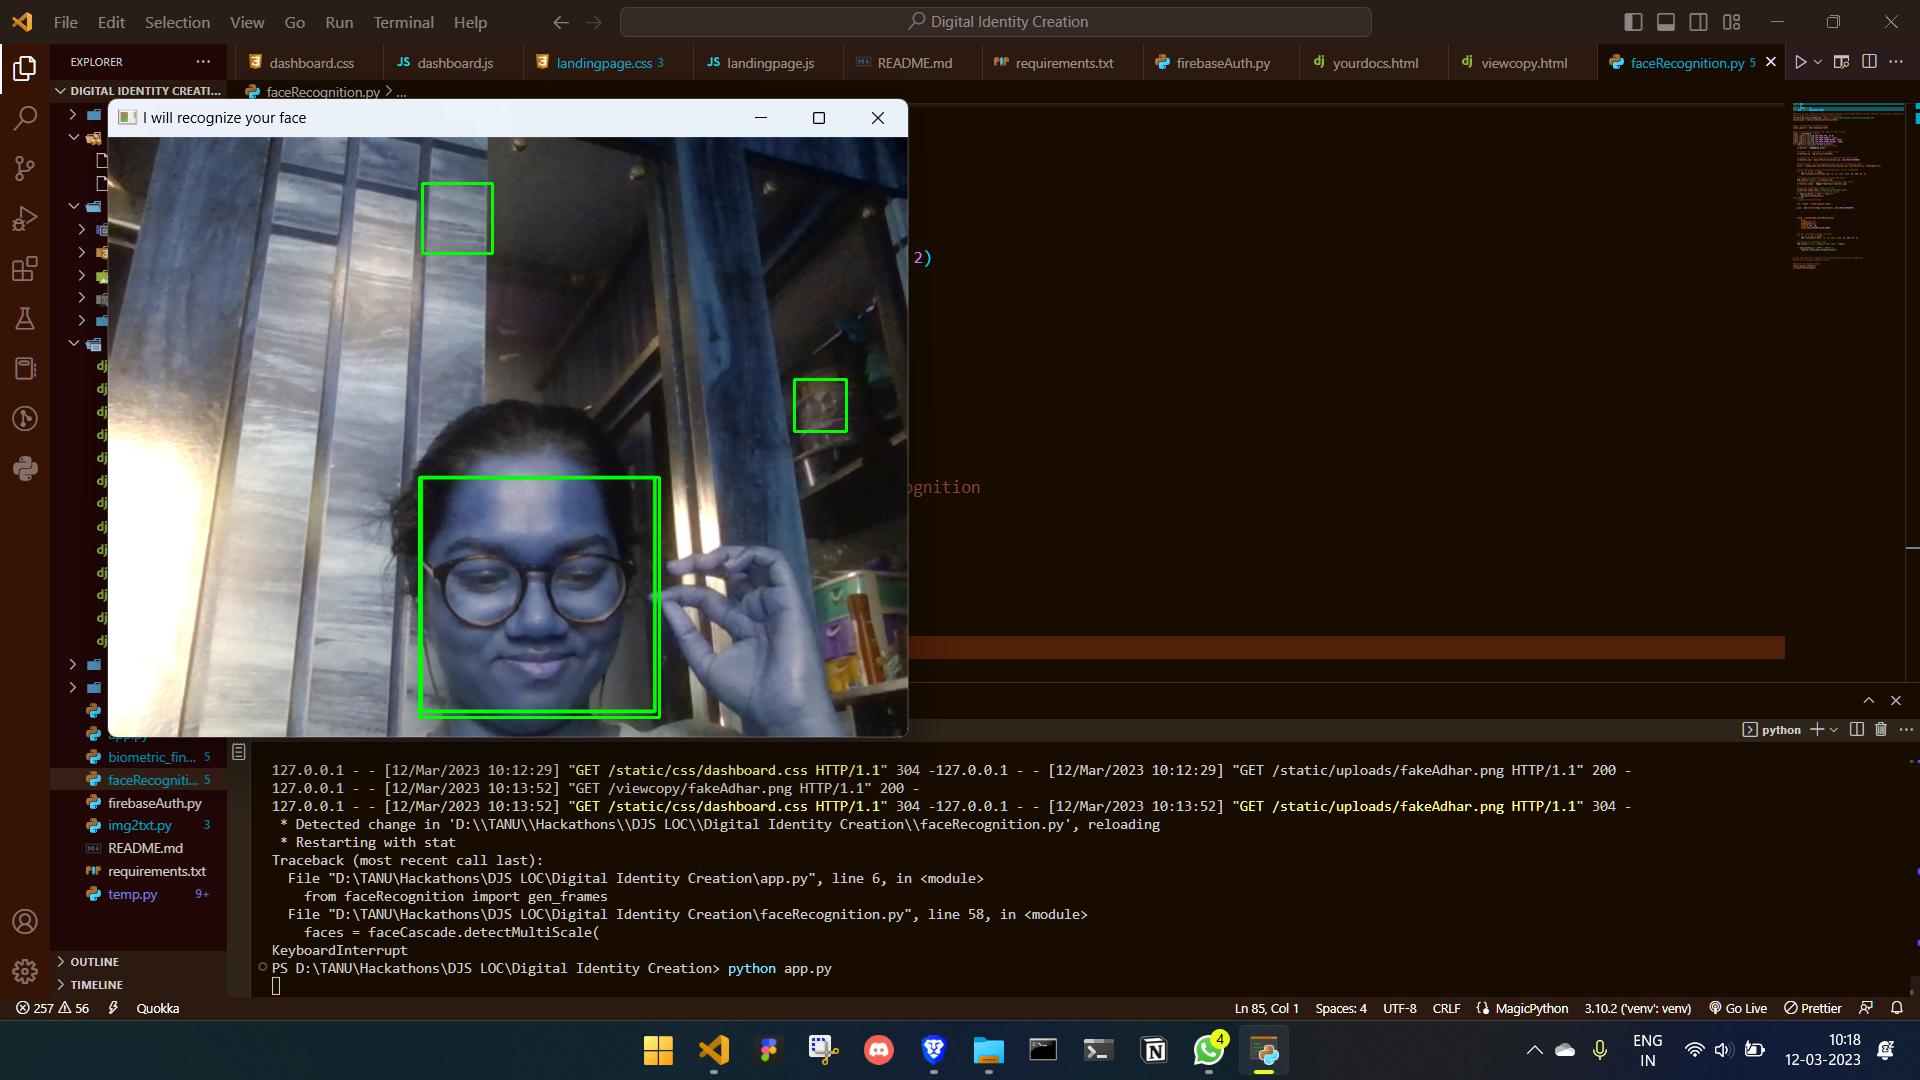 File Edit Selection View Go Run Terminal Help
Digital Identity Creation
EXPLORER
dashboard.css
dashboard.js
landingpage.css 3
landingpage.js
README.md
requirements.txt
firebaseAuth.py
yourdocs.html
viewcopy.html
faceRecognition.py 5
DIGITAL IDENTITY CREATI...
faceRecognition.py > ...
I will recognize your face
2)
ognition
python
app.py
biometric_fin... 5
faceRecogniti... 5
firebaseAuth.py
img2txt.py 3
README.md
requirements.txt
temp.py 9+
OUTLINE
TIMELINE
127.0.0.1 - - [12/Mar/2023 10:12:29] "GET /static/css/dashboard.css HTTP/1.1" 304 -127.0.0.1 - - [12/Mar/2023 10:12:29] "GET /static/uploads/fakeAdhar.png HTTP/1.1" 200 -
127.0.0.1 - - [12/Mar/2023 10:13:52] "GET /viewcopy/fakeAdhar.png HTTP/1.1" 200 -
127.0.0.1 - - [12/Mar/2023 10:13:52] "GET /static/css/dashboard.css HTTP/1.1" 304 -127.0.0.1 - - [12/Mar/2023 10:13:52] "GET /static/uploads/fakeAdhar.png HTTP/1.1" 304 -
* Detected change in 'D:\\TANU\\Hackathons\\DJS LOC\\Digital Identity Creation\\faceRecognition.py', reloading
* Restarting with stat
Traceback (most recent call last):
File "D:\TANU\Hackathons\DJS LOC\Digital Identity Creation\app.py", line 6, in <module>
from faceRecognition import gen_frames
File "D:\TANU\Hackathons\DJS LOC\Digital Identity Creation\faceRecognition.py", line 58, in <module>
faces = faceCascade.detectMultiScale(
KeyboardInterrupt
PS D:\TANU\Hackathons\DJS LOC\Digital Identity Creation> python app.py
257 56 Quokka
Ln 85, Col 1 Spaces: 4 UTF-8 CRLF MagicPython 3.10.2 ('venv': venv) Go Live Prettier
4
ENG
IN
10:18
12-03-2023